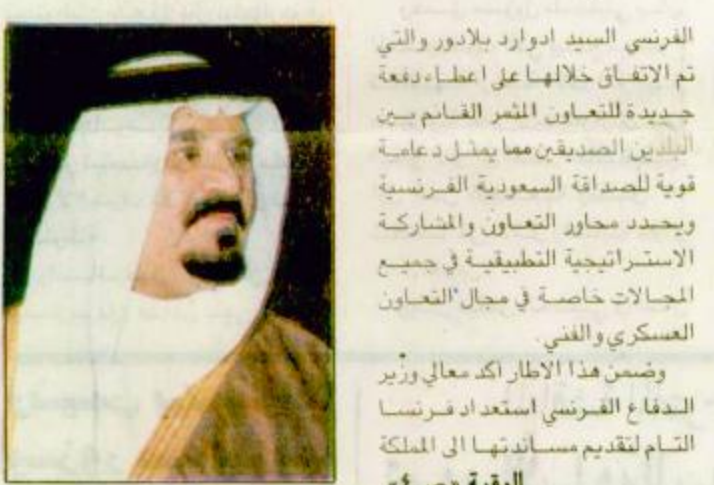 الفرنسي السيد ادوارد بلادور والتي
تم الاتفاق خلالها على اعطاء دفعة
جديدة للتعاون المثمر القائم بين
البلدين الصديقين مما يمثل دعامة
قوية للصداقة السعودية الفرنسية
ويحدد محاور التعاون والمشاركة
الاستراتيجية التطبيقية في جميع
المجالات خاصة في مجال التعاون
العسكري والفني.
وضمن هذا الاطار اكد معالي وزير
الدفاع الفرنسي استعداد فرنسا
التام لتقديم مساندتها الى المملكة
البقية ص٤